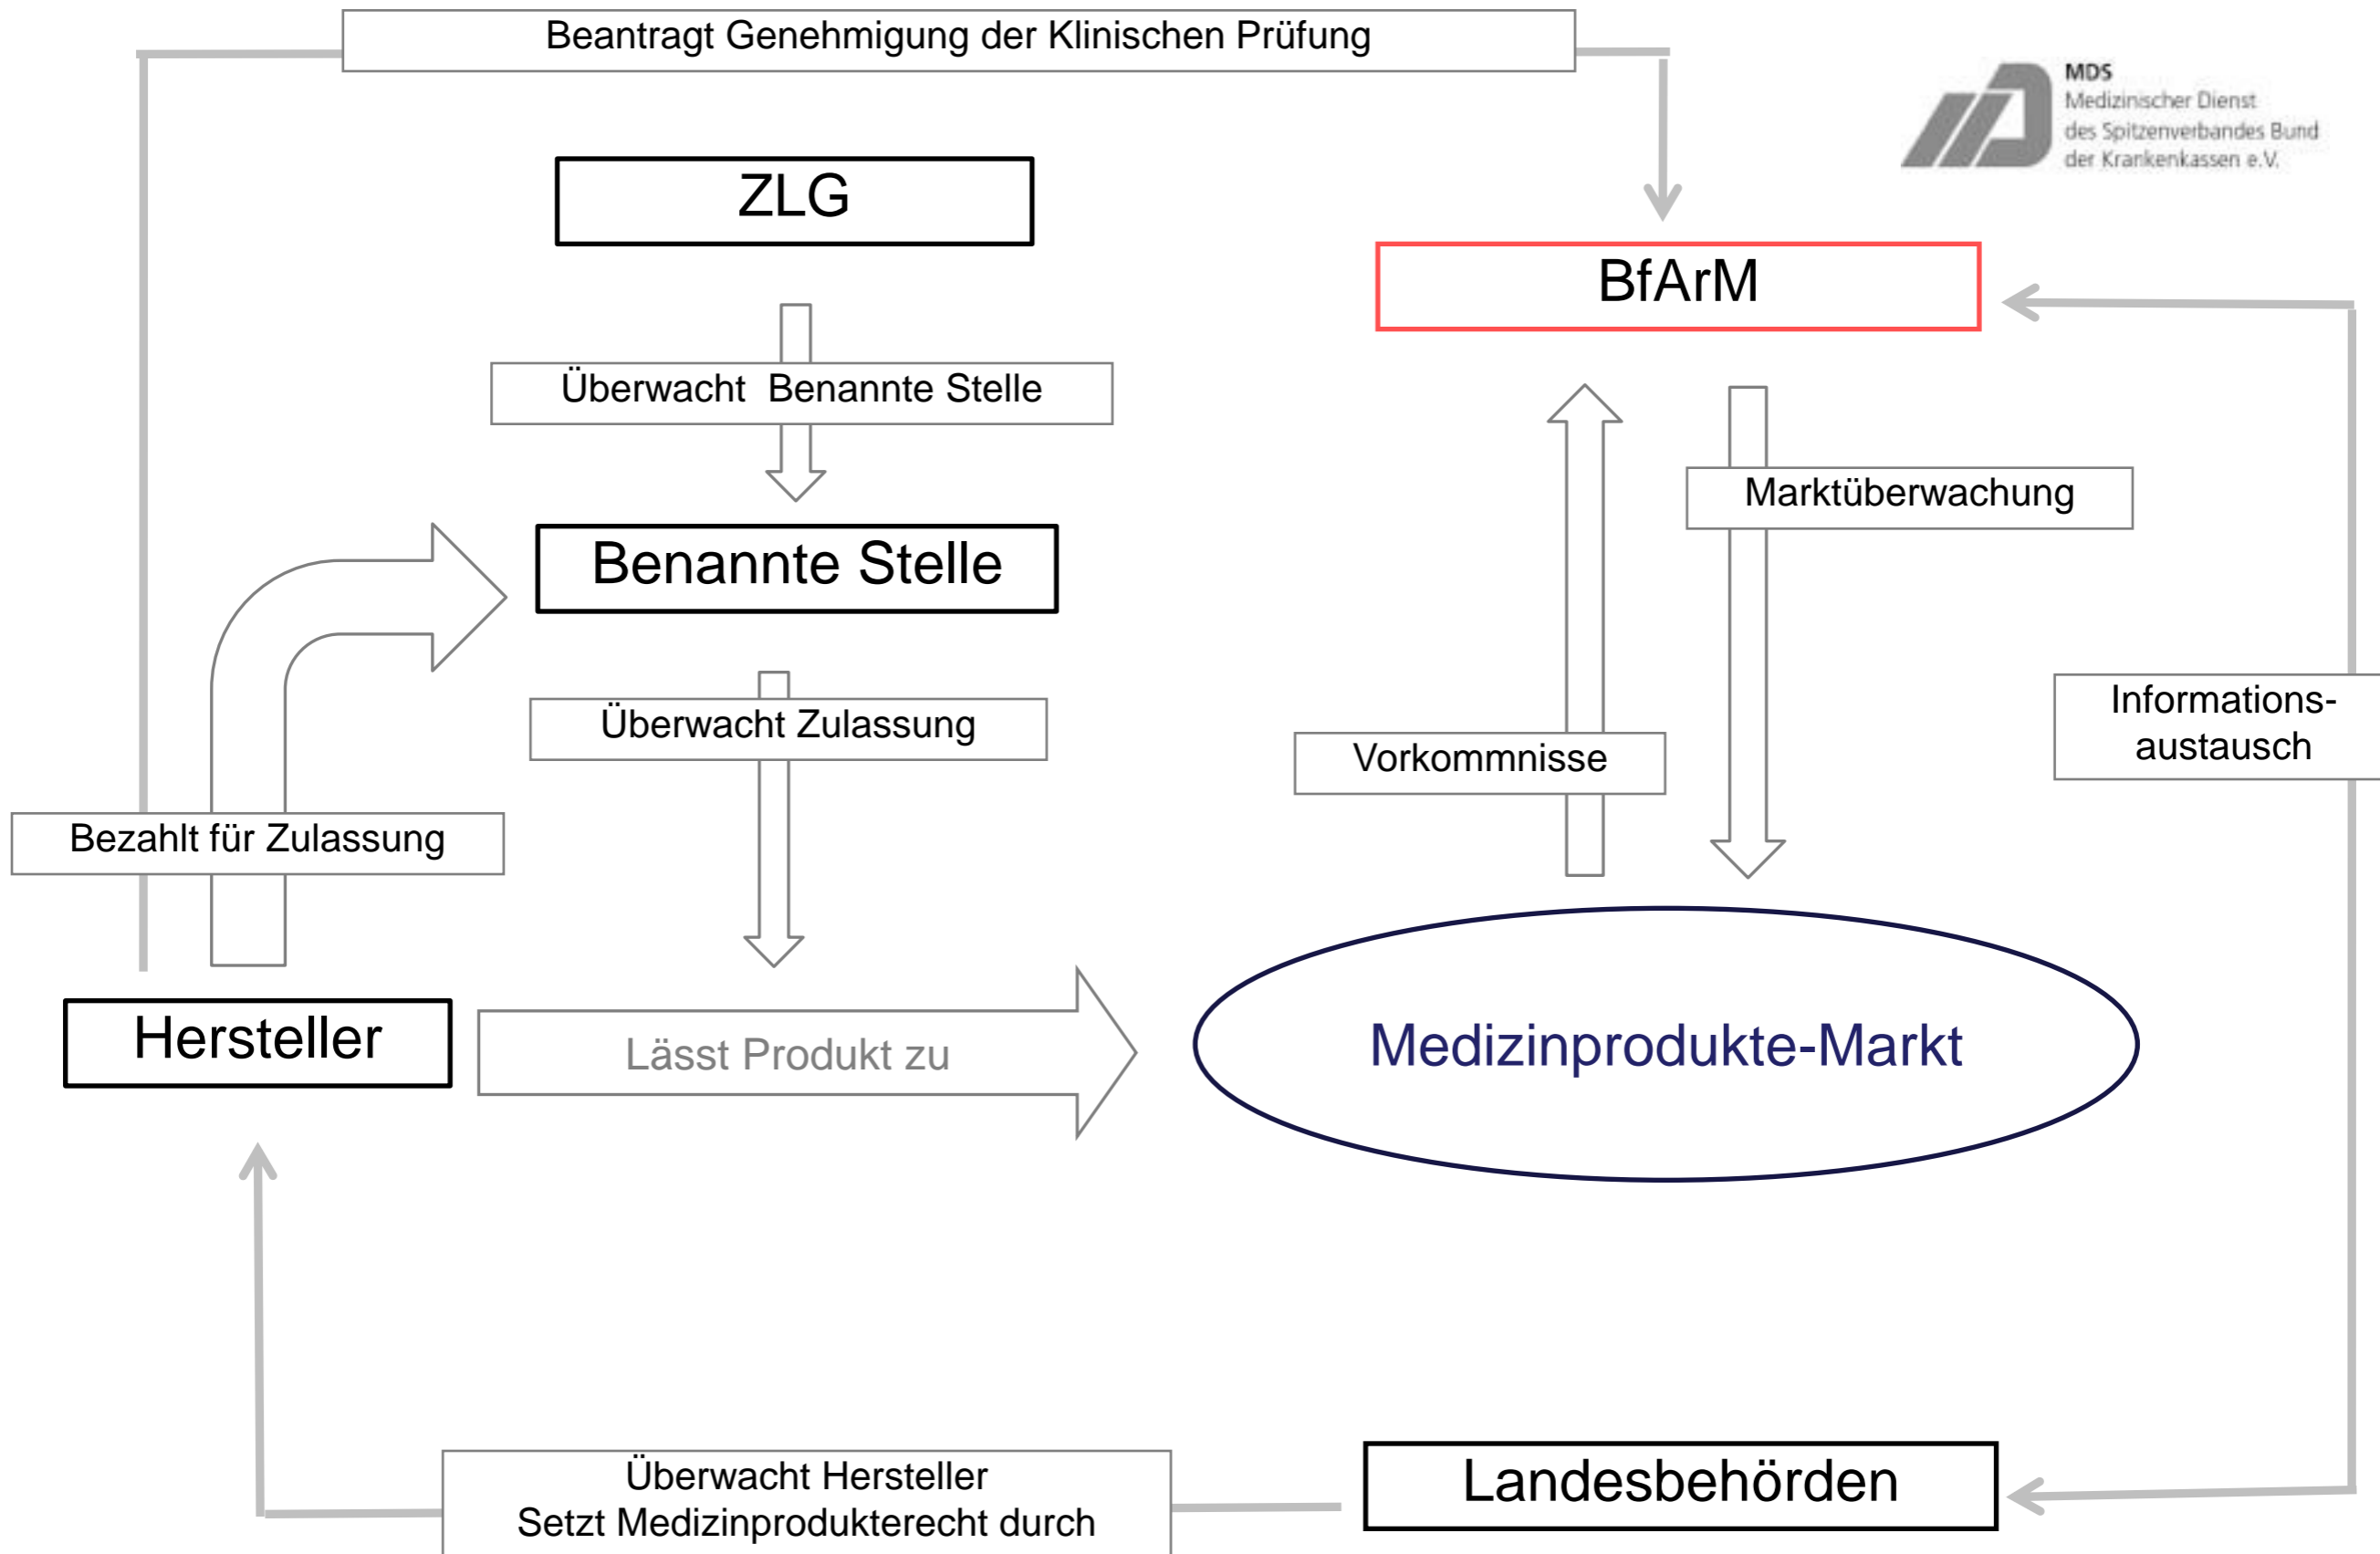 Beantragt Genehmigung der Klinischen Prüfung
MDS
Medizinischer Dienst
des Spitzenverbandes Bund
der Krankenkassen e.V.
ZLG
BfArM
Überwacht Benannte Stelle
Marktüberwachung
Benannte Stelle
Überwacht Zulassung
Informations-
austausch
Vorkommnisse
Bezahlt für Zulassung
Hersteller
Lässt Produkt zu
Medizinprodukte-Markt
Überwacht Hersteller
Setzt Medizinprodukterecht durch
Landesbehörden